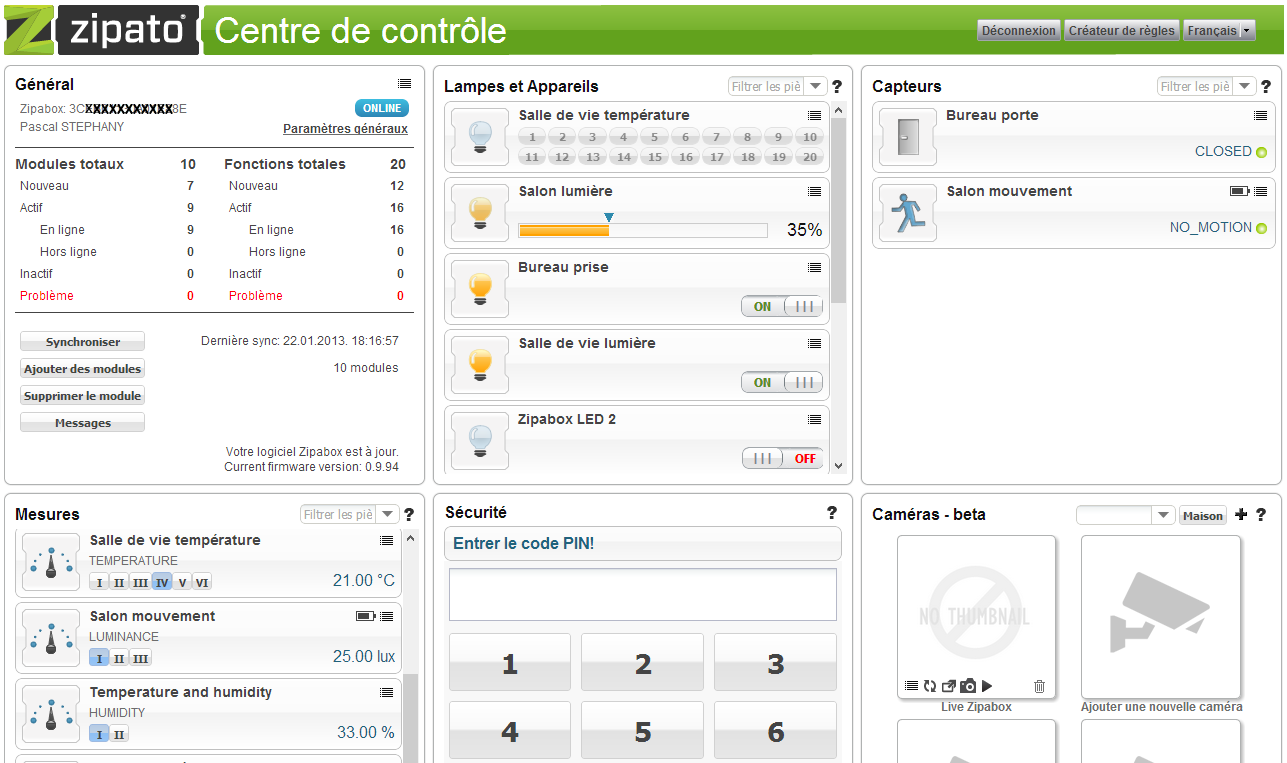 zipato® Centre de contrôle
Déconnexion Créateur de règles Français
Général
Zipabox: 3C 8E ONLINE
Pascal STEPHANY Paramètres généraux
Modules totaux 10 Fonctions totales 20
Nouveau 7 Nouveau 12
Actif 9 Actif 16
En ligne 9 En ligne 16
Hors ligne 0 Hors ligne 0
Inactif 0 Inactif 0
Problème 0 Problème 0
Synchroniser Dernière sync: 22.01.2013. 18:16:57
Ajouter des modules 10 modules
Supprimer le module
Messages
Votre logiciel Zipabox est à jour.
Current firmware version: 0.9.94
Lampes et Appareils Filtrer les piè ?
Salle de vie température
1 2 3 4 5 6 7 8 9 10
11 12 13 14 15 16 17 18 19 20
Salon lumière
35%
Bureau prise
ON
Salle de vie lumière
ON
Zipabox LED 2
OFF
Capteurs Filtrer les piè ?
Bureau porte
CLOSED
Salon mouvement
NO_MOTION
Mesures Filtrer les piè ?
Salle de vie température
TEMPERATURE
I II III IV V VI 21.00 °C
Salon mouvement
LUMINANCE
I II III 25.00 lux
Temperature and humidity
HUMIDITY
I II 33.00 %
Sécurité ?
Entrer le code PIN!
1 2 3
4 5 6
Caméras - beta Maison + ?
NO THUMBNAIL
Live Zipabox Ajouter une nouvelle caméra